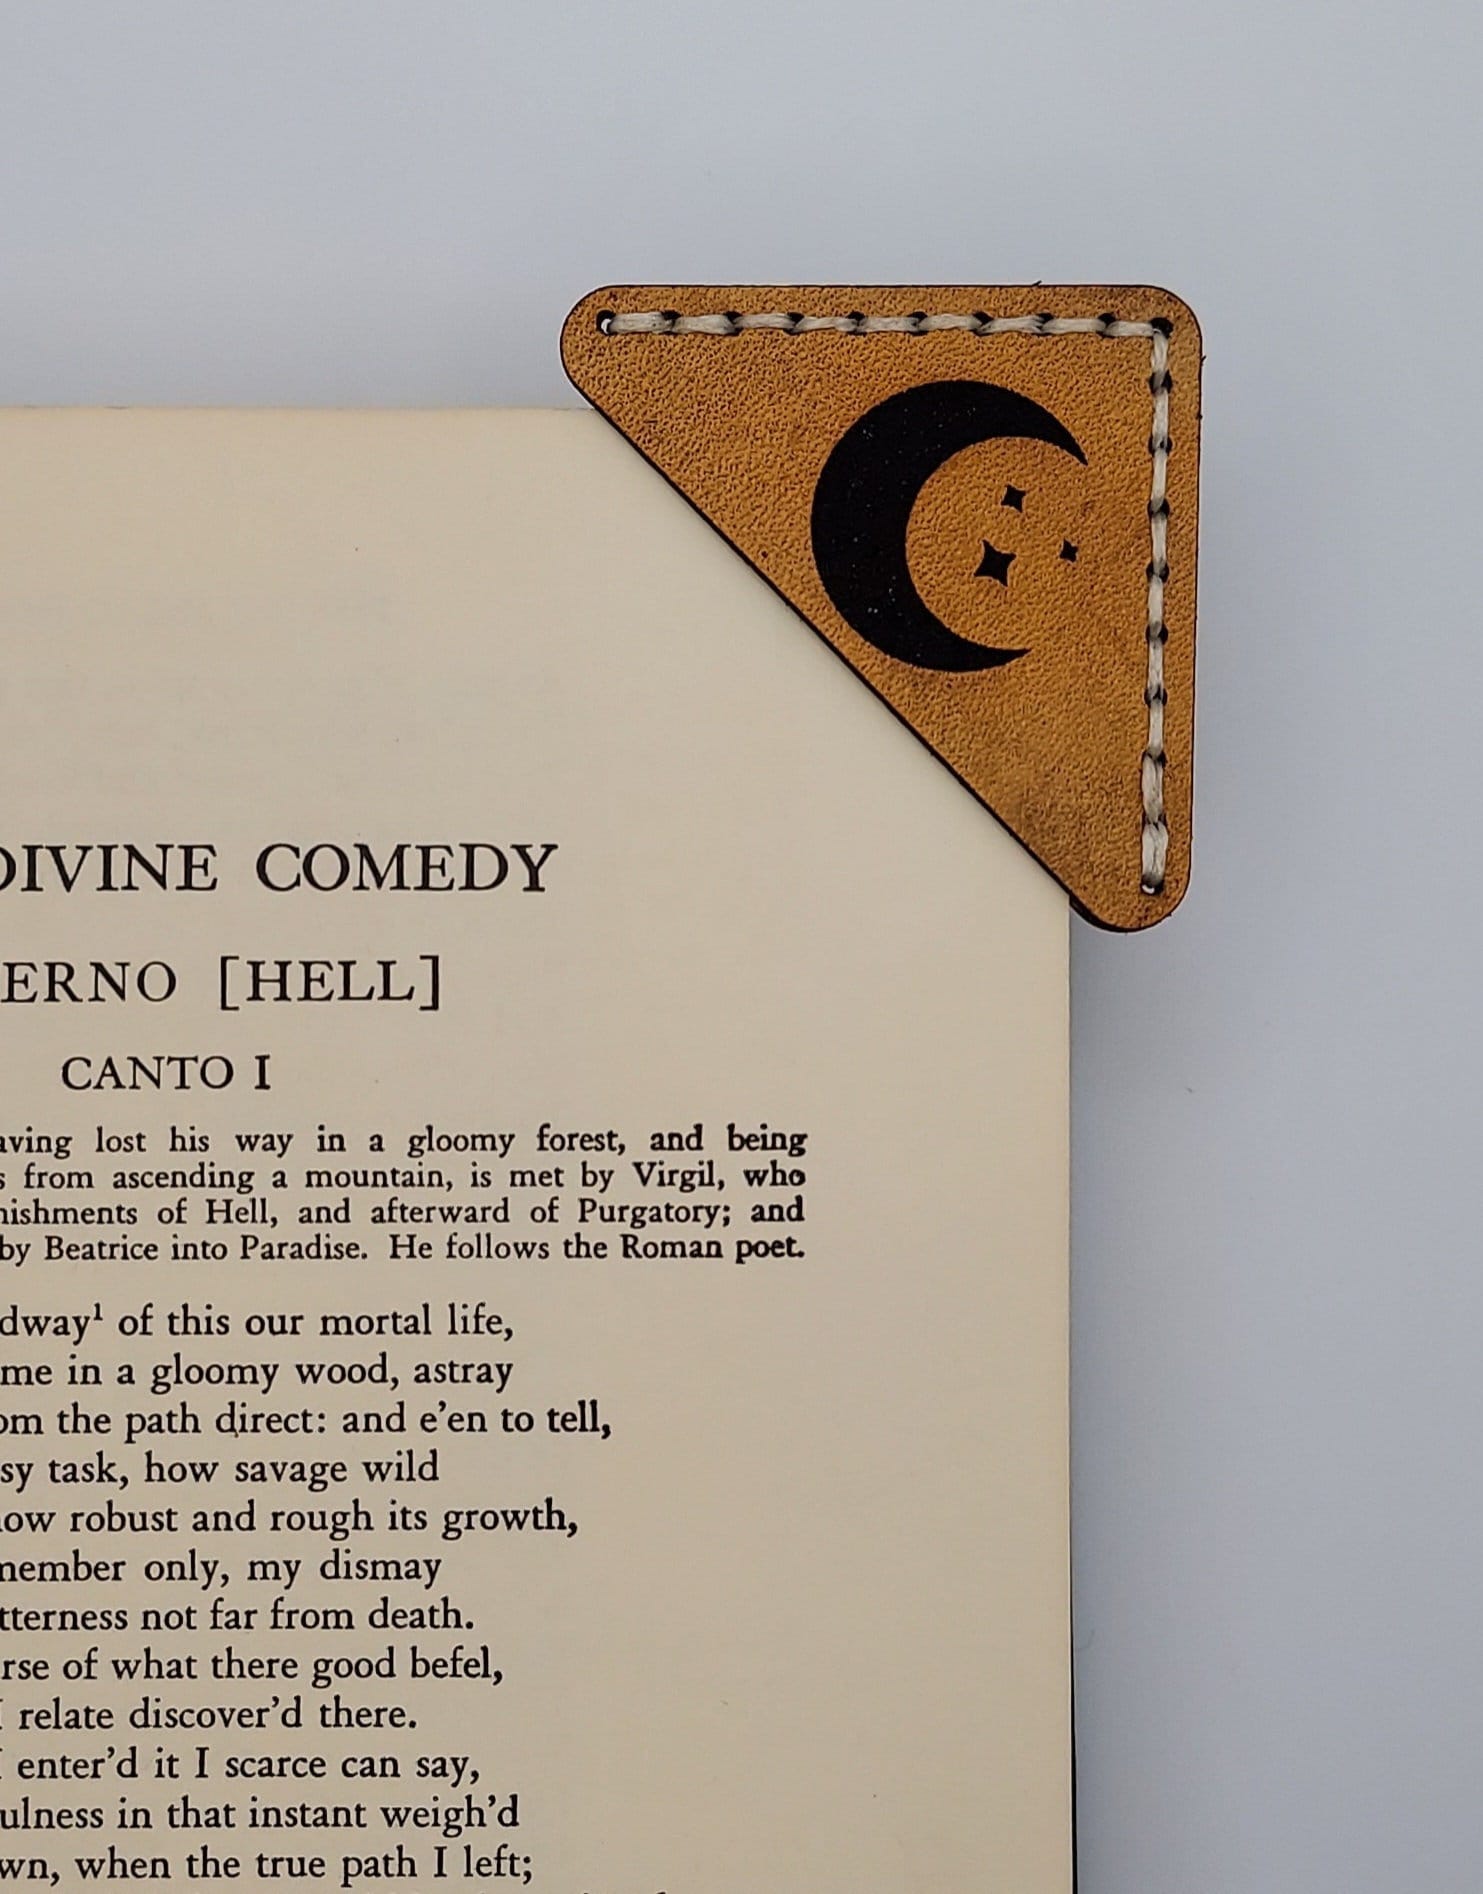 DIVINE COMEDY
ERNO [HELL]
CANTO I
aving lost his way in a gloomy forest, and being
s from ascending a mountain, is met by Virgil, who
nishments of Hell, and afterward of Purgatory; and
by Beatrice into Paradise. He follows the Roman poet.
dway¹ of this our mortal life,
me in a gloomy wood, astray
om the path direct: and e'en to tell,
sy task, how savage wild
how robust and rough its growth,
member only, my dismay
tterness not far from death.
rse of what there good befel,
I relate discover'd there.
I enter'd it I scarce can say,
ulness in that instant weigh'd
wn, when the true path I left;